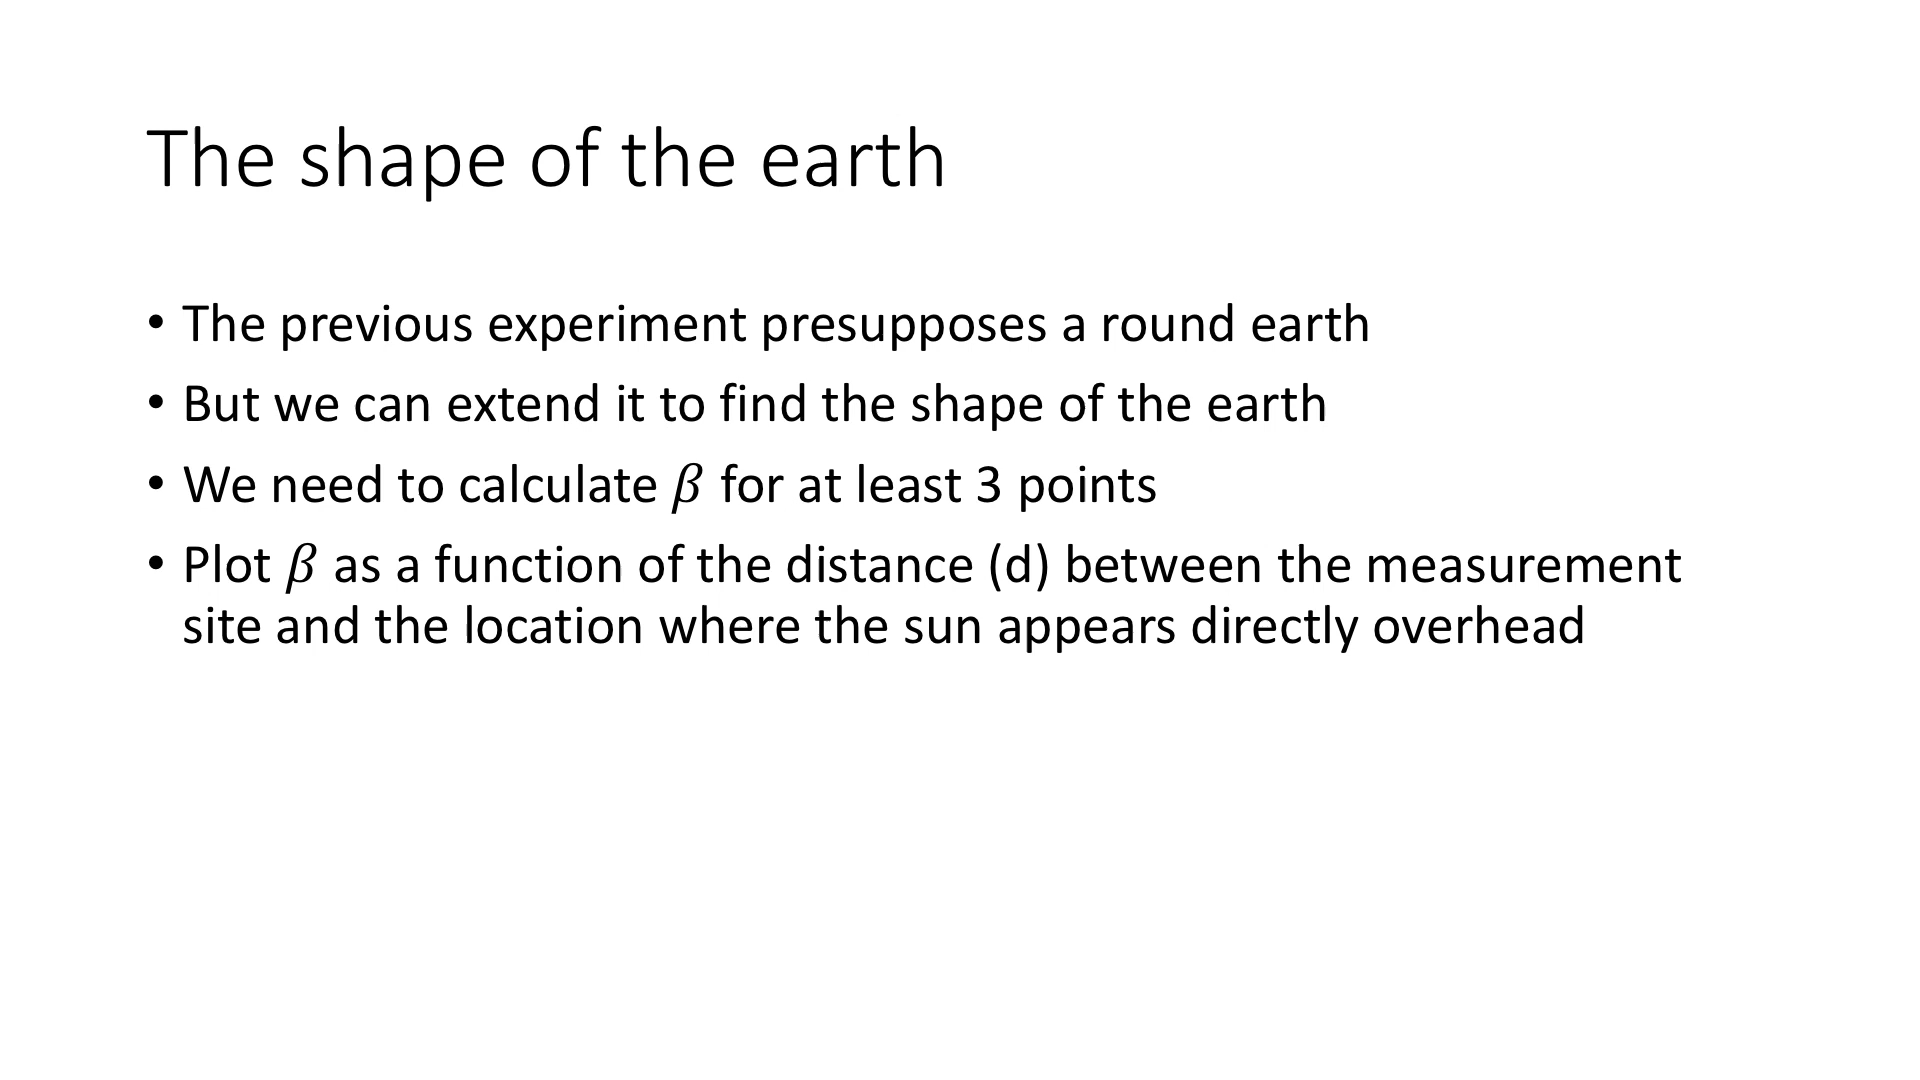 The shape of the earth
• The previous experiment presupposes a round earth
• But we can extend it to find the shape of the earth
• We need to calculate 𝛽 for at least 3 points
• Plot 𝛽 as a function of the distance (d) between the measurement
site and the location where the sun appears directly overhead